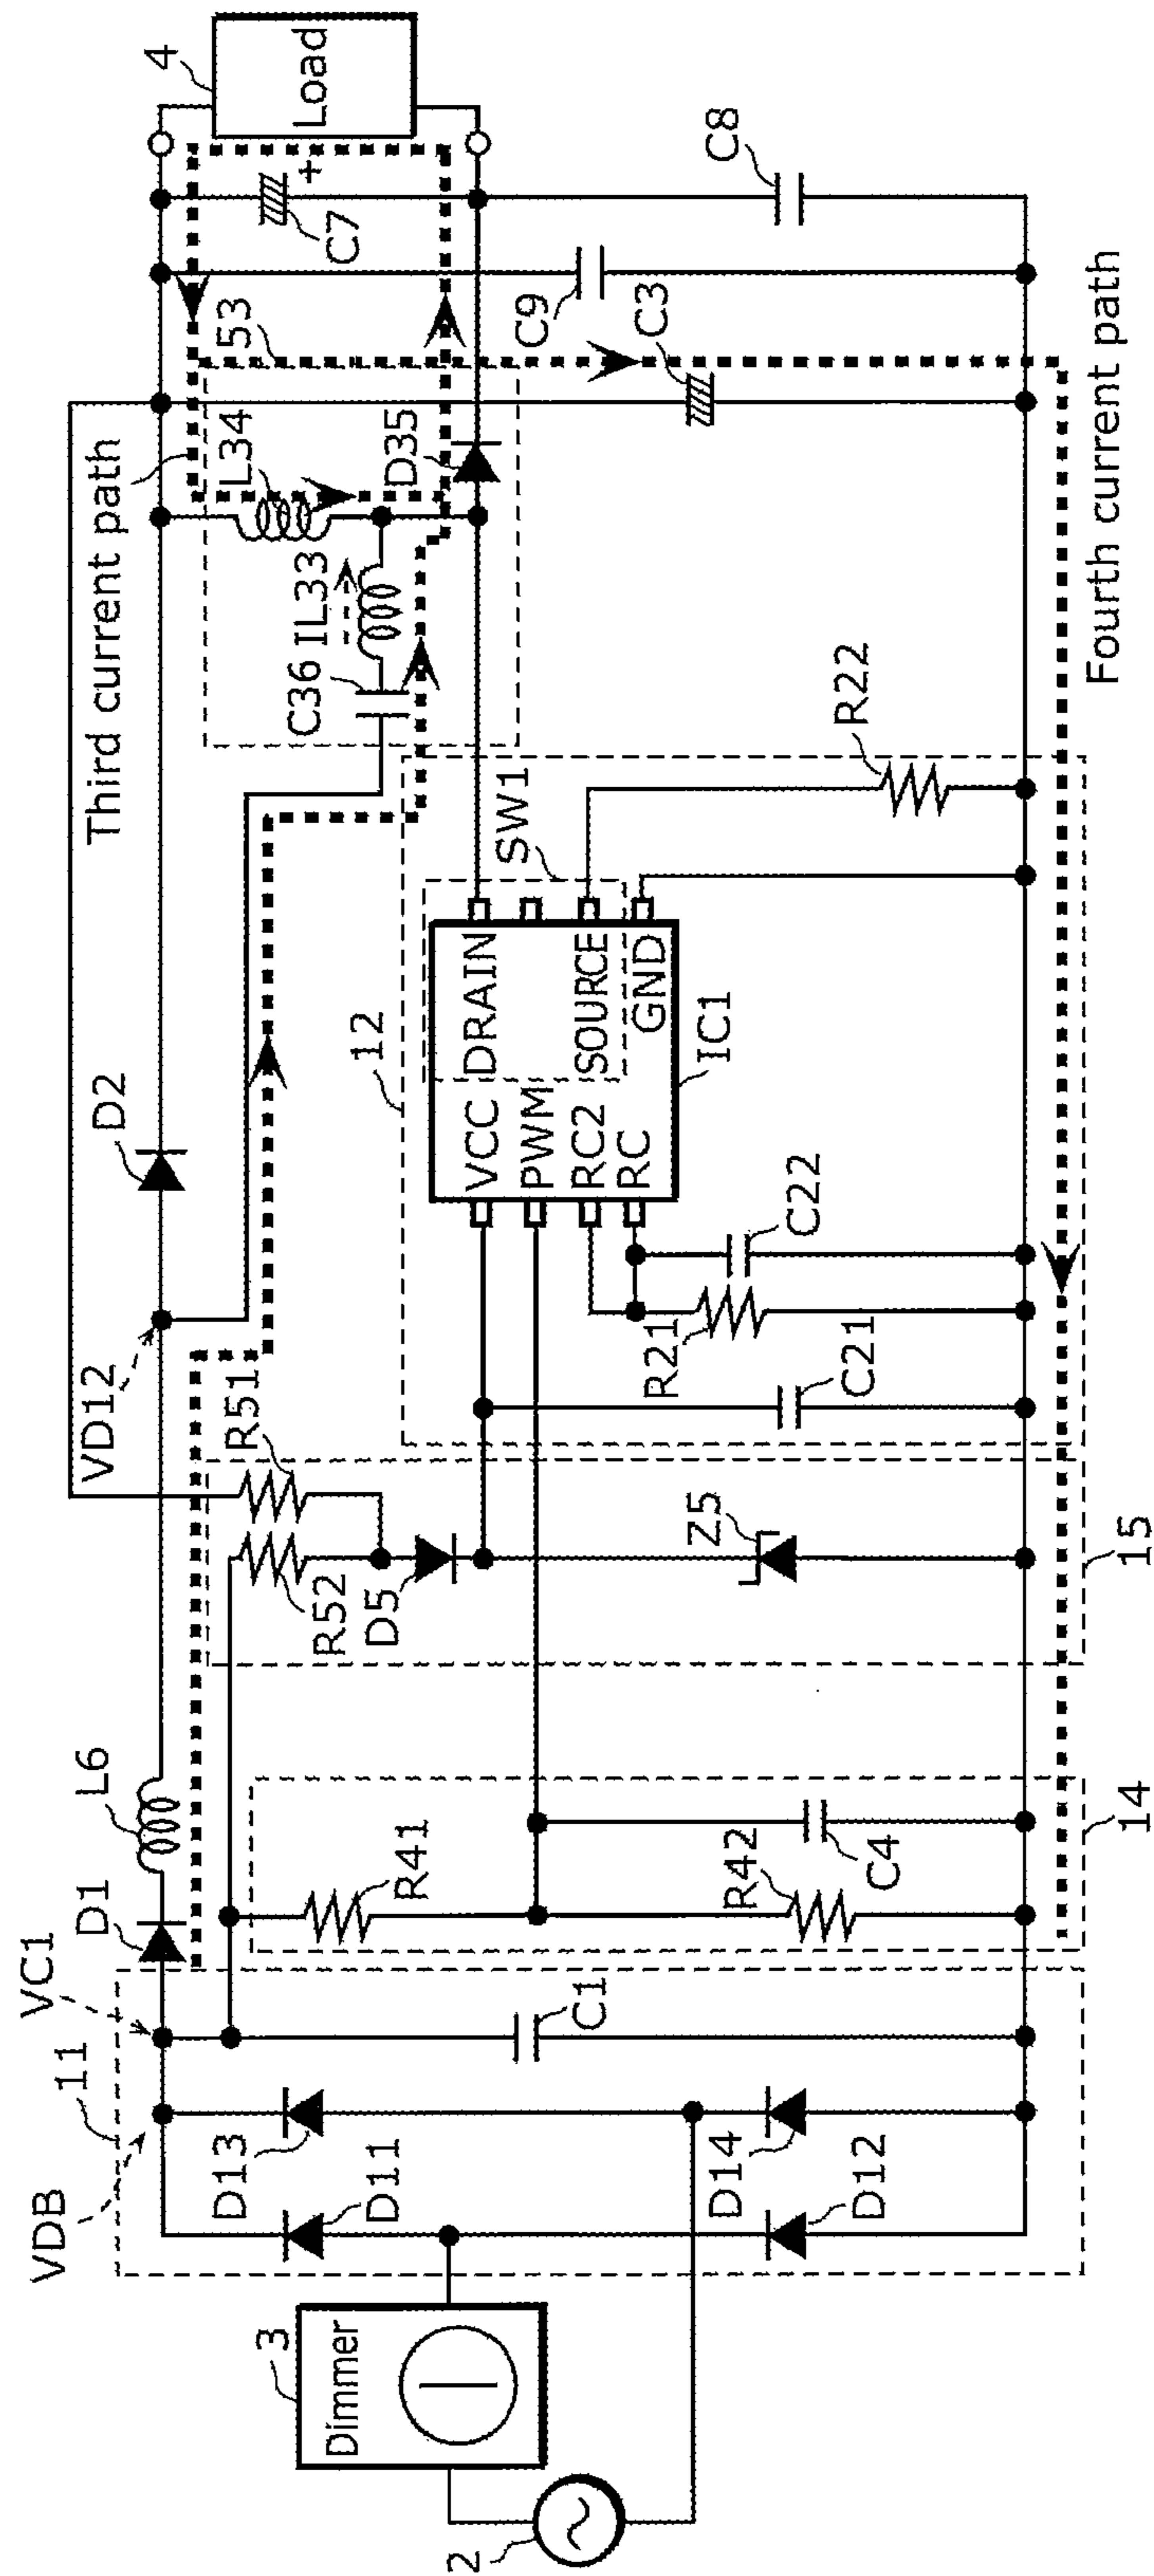 Third current path
Fourth current path
2
3
Dimmer
VDB
11
VC1
D13
D11
D14
D12
C1
D1
L6
R41
R42
C4
14
VD12
R51
R52
D5
Z5
15
D2
12
VCC
PWM
RC2
RC
DRAIN
SOURCE
GND
IC1
SW1
R21
C22
C21
R22
C36
IL33
L34
D35
53
C3
C9
C7
+
C8
4
Load